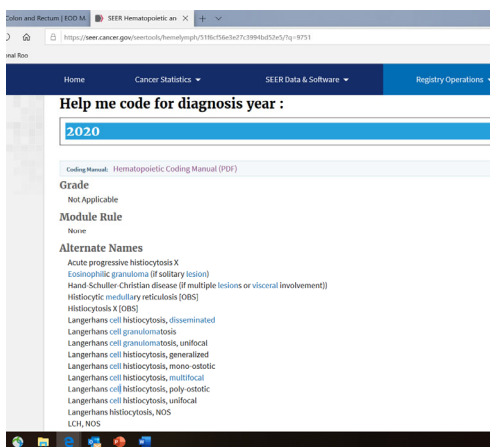 Colon and Rectum | EOD M
SEER Hematopoietic an
https://seer.cancer.gov/seertools/hemelymph/51f6cf56e3e27c3994bd52e5/?q=9751
onal Roo
Home
Cancer Statistics
SEER Data & Software
Registry Operations
Help me code for diagnosis year :
2020
Coding Manual: Hematopoietic Coding Manual (PDF)
Grade
Not Applicable
Module Rule
None
Alternate Names
Acute progressive histiocytosis X
Eosinophilic granuloma (if solitary lesion)
Hand-Schuller-Christian disease (if multiple lesions or visceral involvement))
Histiocytic medullary reticulosis [OBS]
Histiocytosis X [OBS]
Langerhans cell histiocytosis, disseminated
Langerhans cell granulomatosis
Langerhans cell granulomatosis, unifocal
Langerhans cell histiocytosis, generalized
Langerhans cell histiocytosis, mono-ostotic
Langerhans cell histiocytosis, multifocal
Langerhans cell histiocytosis, poly-ostotic
Langerhans cell histiocytosis, unifocal
Langerhans histiocytosis, NOS
LCH, NOS